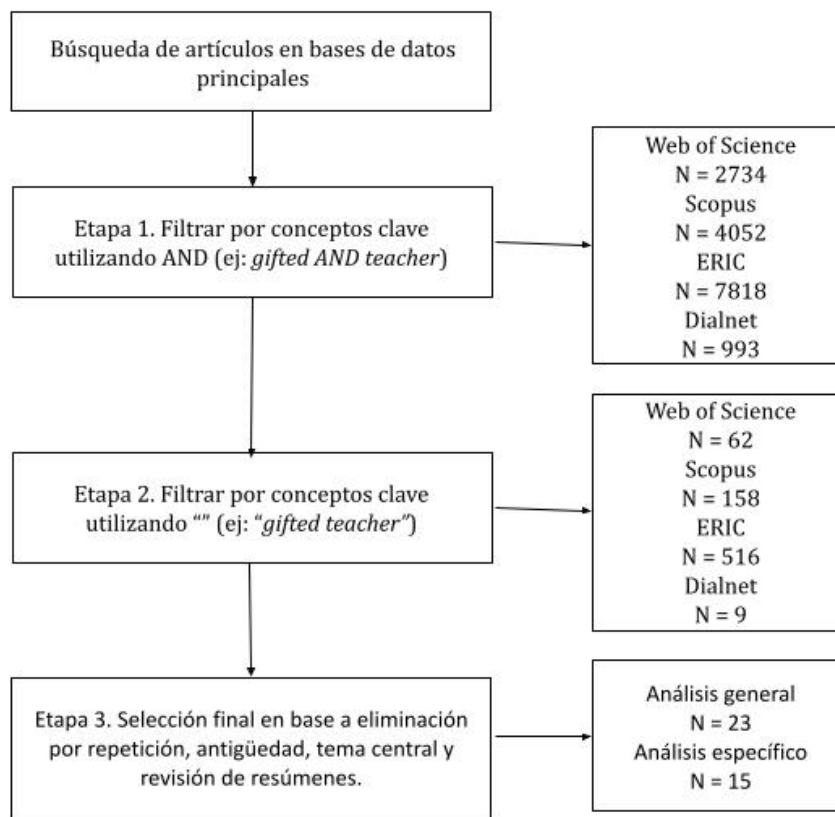 Búsqueda de artículos en bases de datos
principales
Etapa 1. Filtrar por conceptos clave
utilizando AND (ej: gifted AND teacher)
Web of Science
N = 2734
Scopus
N = 4052
ERIC
N = 7818
Dialnet
N = 993
Etapa 2. Filtrar por conceptos clave
utilizando “” (ej: “gifted teacher”)
Web of Science
N = 62
Scopus
N = 158
ERIC
N = 516
Dialnet
N = 9
Etapa 3. Selección final en base a eliminación
por repetición, antigüedad, tema central y
revisión de resúmenes.
Análisis general
N = 23
Análisis específico
N = 15